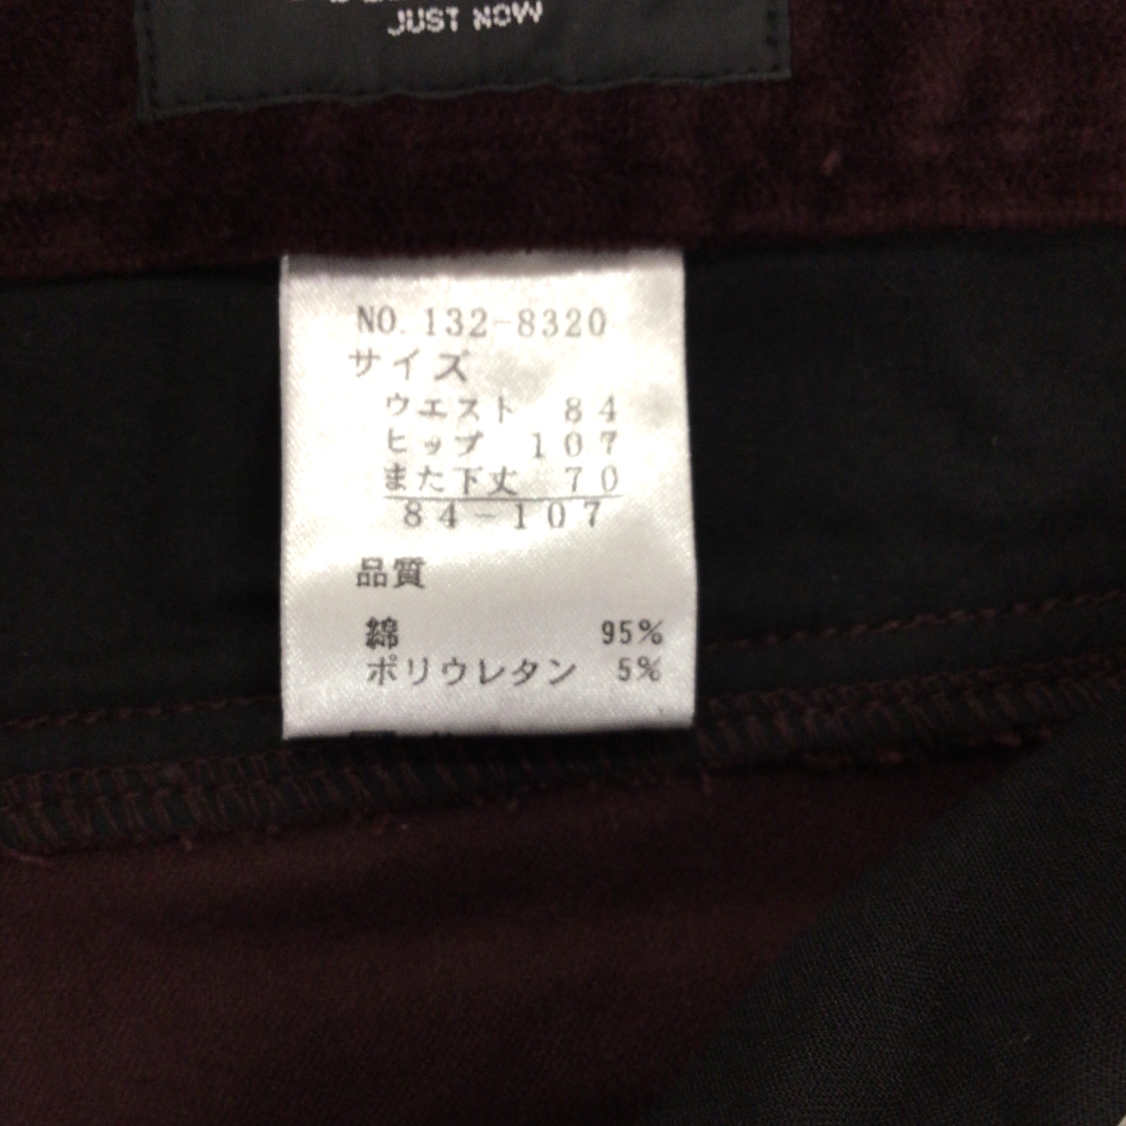 JUST NOW
NO. 132-8320
サイズ
ウエスト 84
ヒップ 107
また下丈 70
84-107
品質
綿 95%
ポリウレタン 5%